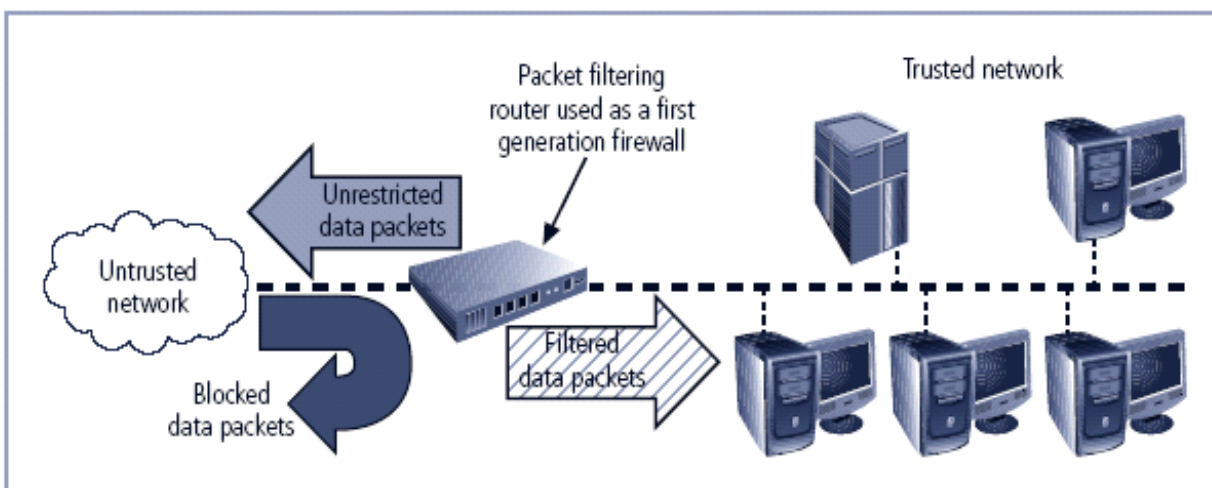 Packet filtering
router used as a first
generation firewall
Trusted network
Unrestricted
data packets
Untrusted
network
Filtered
data packets
Blocked
data packets